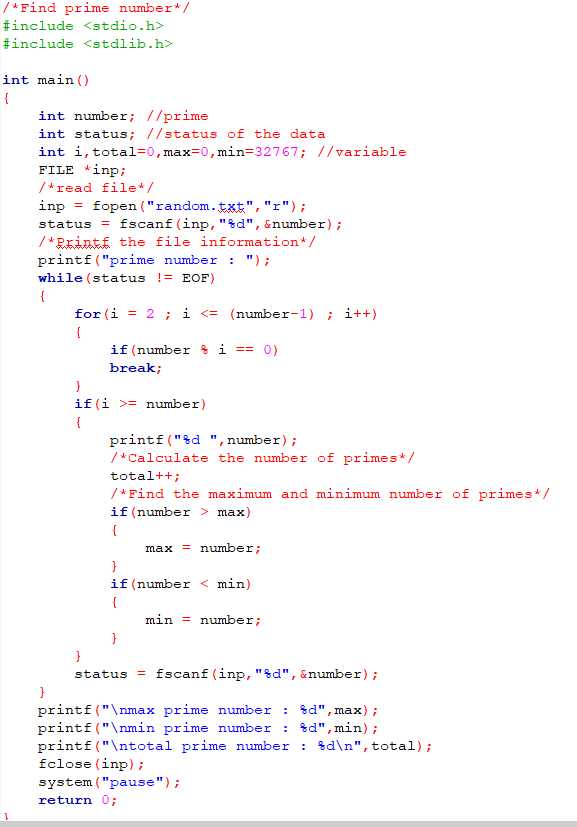 /*Find prime number*/
#include <stdio.h>
#include <stdlib.h>
int main()
{
int number; //prime
int status; //status of the data
int i,total=0,max=0,min=32767; //variable
FILE *inp;
/*read file*/
inp = fopen("random.txt","r");
status = fscanf(inp,"%d",&number);
/*Printf the file information*/
printf("prime number : ");
while(status != EOF)
{
for(i = 2 ; i <= (number-1) ; i++)
{
if(number % i == 0)
break;
}
if(i >= number)
{
printf("%d ",number);
/*Calculate the number of primes*/
total++;
/*Find the maximum and minimum number of primes*/
if(number > max)
{
max = number;
}
if(number < min)
{
min = number;
}
}
status = fscanf(inp,"%d",&number);
}
printf("\nmax prime number : %d",max);
printf("\nmin prime number : %d",min);
printf("\ntotal prime number : %d\n",total);
fclose(inp);
system("pause");
return 0;
}